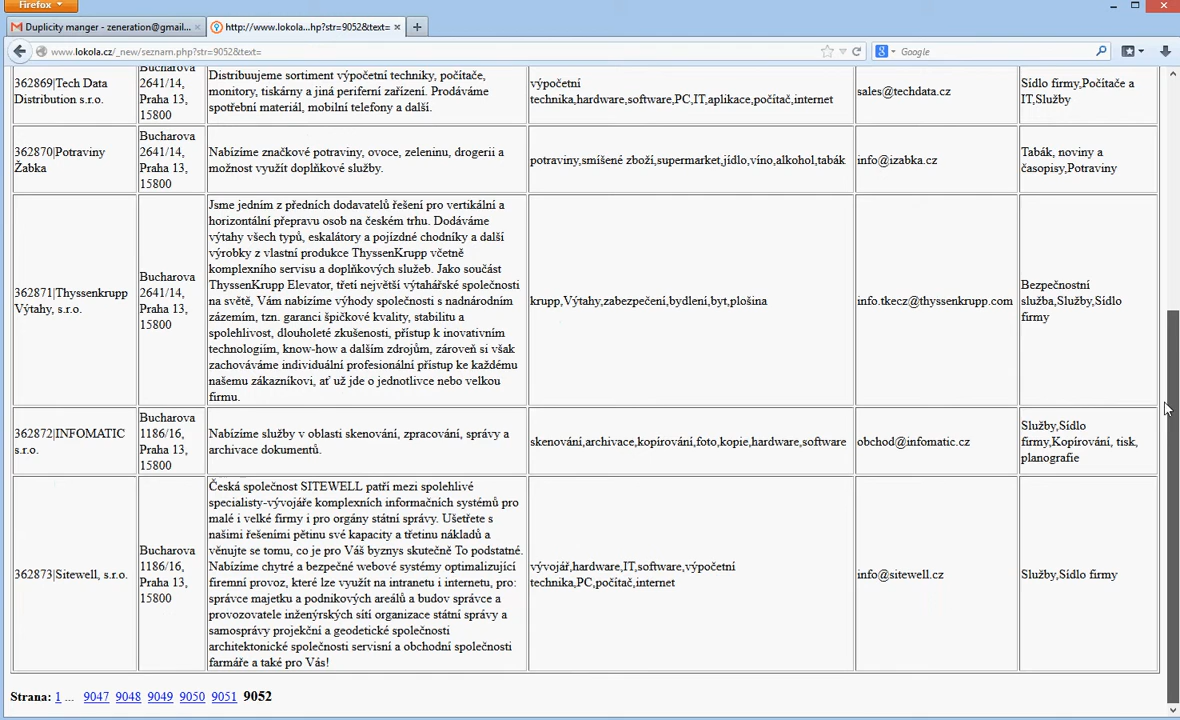 Firefox
Duplicity manger - zeneration@gmail...
http://www.lokola....hp?str=9052&text=
www.lokola.cz/_new/seznam.php?str=9052&text=
Google
362869|Tech Data
Distribution s.r.o.
Bucharova
2641/14,
Praha 13,
15800
Distribuujeme sortiment výpočetní techniky, počítače,
monitory, tiskárny a jiná periferní zařízení. Prodáváme
spotřební materiál, mobilní telefony a další.
výpočetní
technika,hardware,software,PC,IT,aplikace,počítač,internet
sales@techdata.cz
Sídlo firmy,Počítače a
IT,Služby
362870|Potraviny
Žabka
Bucharova
2641/14,
Praha 13,
15800
Nabízíme značkové potraviny, ovoce, zeleninu, drogerii a
možnost využít doplňkové služby.
potraviny,smíšené zboží,supermarket,jídlo,víno,alkohol,tabák
info@izabka.cz
Tabák, noviny a
časopisy,Potraviny
362871|Thyssenkrupp
Výtahy, s.r.o.
Bucharova
2641/14,
Praha 13,
15800
Jsme jedním z předních dodavatelů řešení pro vertikální a
horizontální přepravu osob na českém trhu. Dodáváme
výtahy všech typů, eskalátory a pojízdné chodníky a další
výrobky z vlastní produkce ThyssenKrupp včetně
komplexního servisu a doplňkových služeb. Jako součást
ThyssenKrupp Elevator, třetí největší výtahářské společnosti
na světě, Vám nabízíme výhody společnosti s nadnárodním
zázemím, tzn. garanci špičkové kvality, stabilitu a
spolehlivost, dlouholeté zkušenosti, přístup k inovativním
technologiím, know-how a dalším zdrojům, zároveň si však
zachováváme individuální profesionální přístup ke každému
našemu zákazníkovi, ať už jde o jednotlivce nebo velkou
firmu.
krupp,Výtahy,zabezpečení,bydlení,byt,plošina
info.tkecz@thyssenkrupp.com
Bezpečnostní
služba,Služby,Sídlo
firmy
362872|INFOMATIC
s.r.o.
Bucharova
1186/16,
Praha 13,
15800
Nabízíme služby v oblasti skenování, zpracování, správy a
archivace dokumentů.
skenování,archivace,kopírování,foto,kopie,hardware,software
obchod@infomatic.cz
Služby,Sídlo
firmy,Kopírování, tisk,
planografie
362873|Sitewell, s.r.o.
Bucharova
1186/16,
Praha 13,
15800
Česká společnost SITEWELL patří mezi spolehlivé
specialisty-vývojáře komplexních informačních systémů pro
malé i velké firmy i pro orgány státní správy. Ušetřete s
našimi řešeními pětinu své kapacity a třetinu nákladů a
věnujte se tomu, co je pro Váš byznys skutečně To podstatné.
Nabízíme chytré a bezpečné webové systémy optimalizující
firemní provoz, které lze využít na intranetu i internetu, pro:
správce majetku a podnikových areálů a budov správce a
provozovatele inženýrských sítí organizace státní správy a
samosprávy projekční a geodetické společnosti
architektonické společnosti servisní a obchodní společnosti
farmáře a také pro Vás!
vývojář,hardware,IT,software,výpočetní
technika,PC,počítač,internet
info@sitewell.cz
Služby,Sídlo firmy
Strana: 1 ... 9047 9048 9049 9050 9051 9052